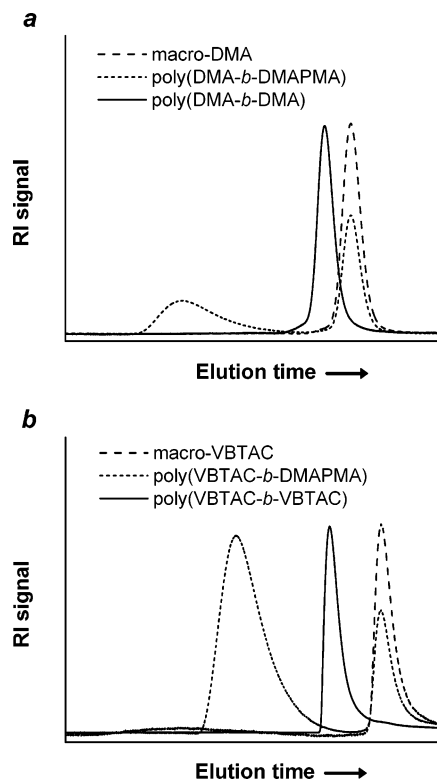 a
macro-DMA
poly(DMA-b-DMAPMA)
poly(DMA-b-DMA)
RI signal
Elution time
b
macro-VBTAC
poly(VBTAC-b-DMAPMA)
poly(VBTAC-b-VBTAC)
RI signal
Elution time